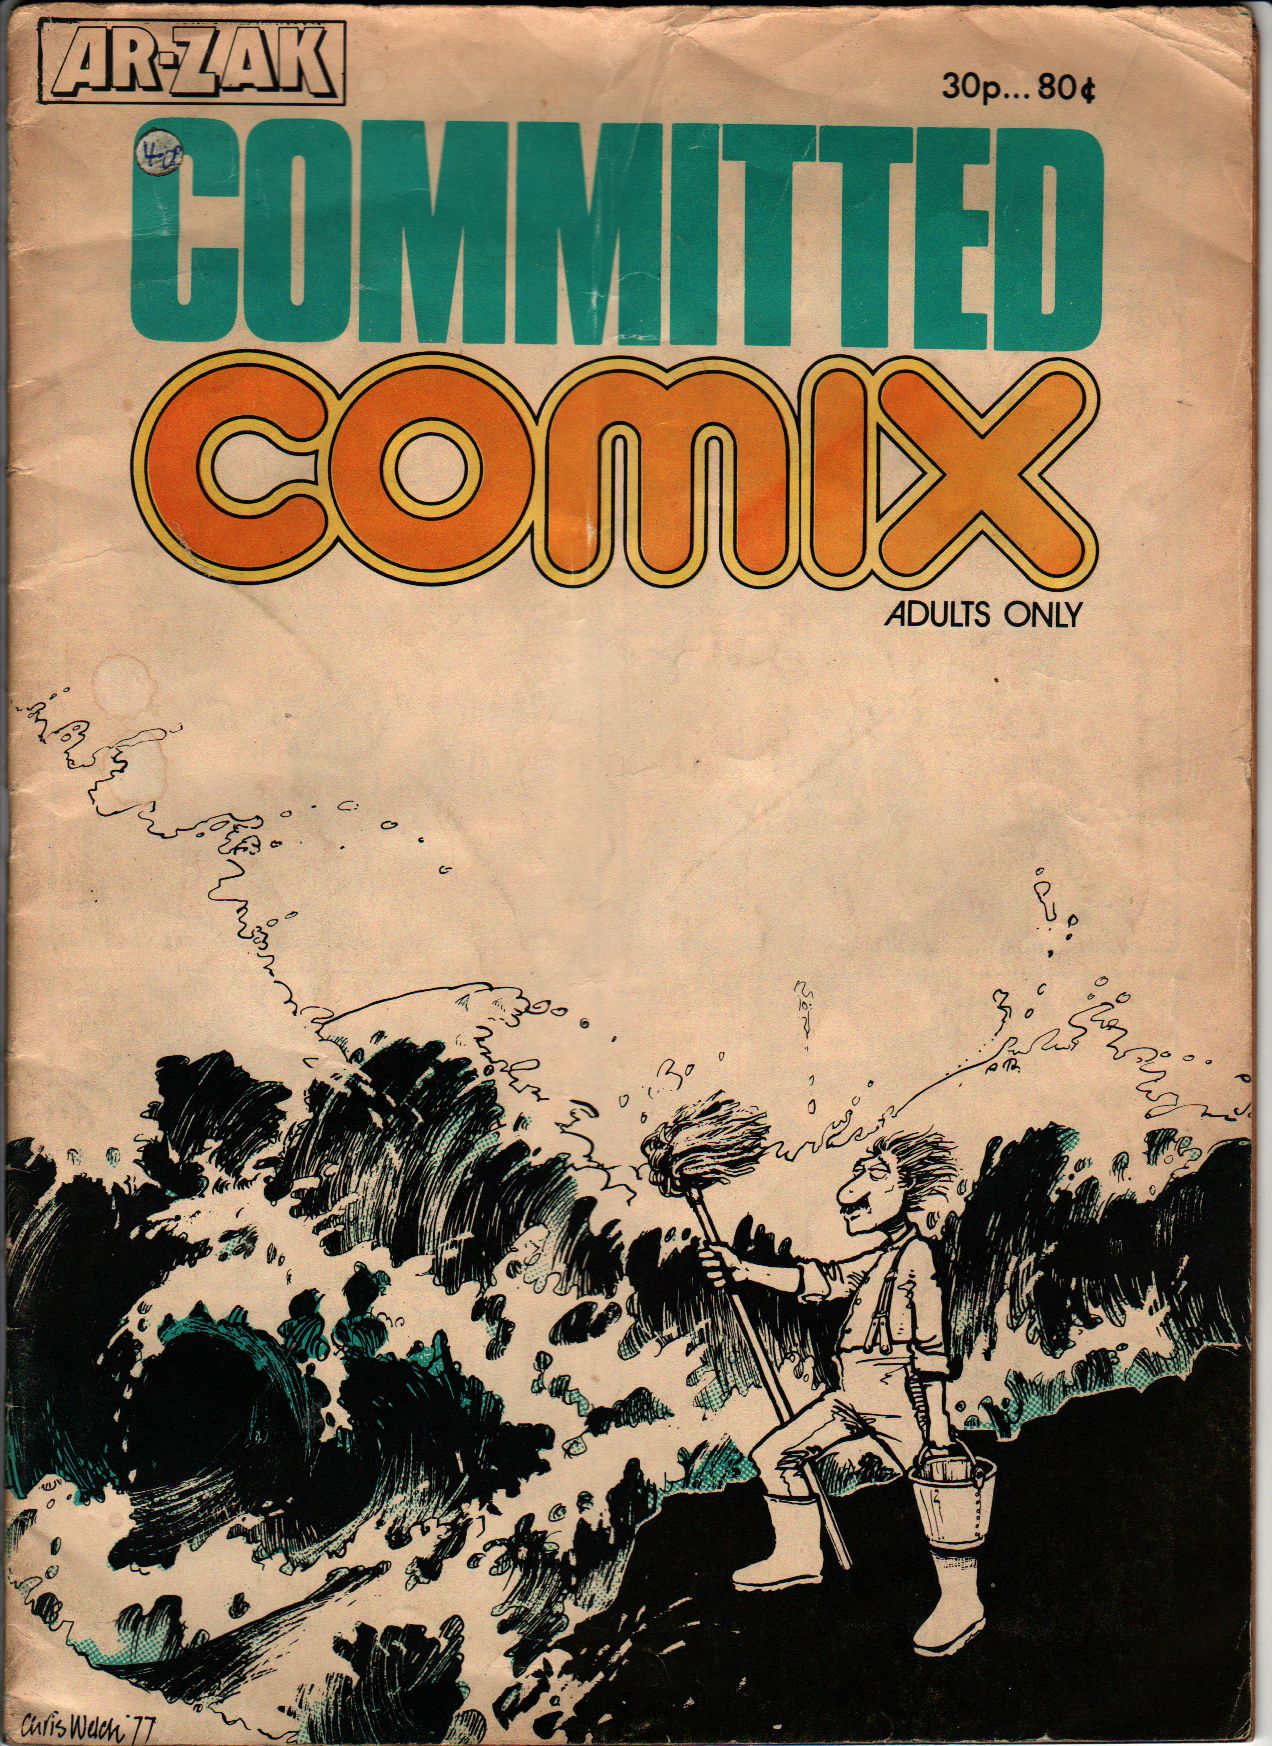 AR-ZAK
30p... 80¢
COMMITTED
COMIX
ADULTS ONLY
Chris Welch '77